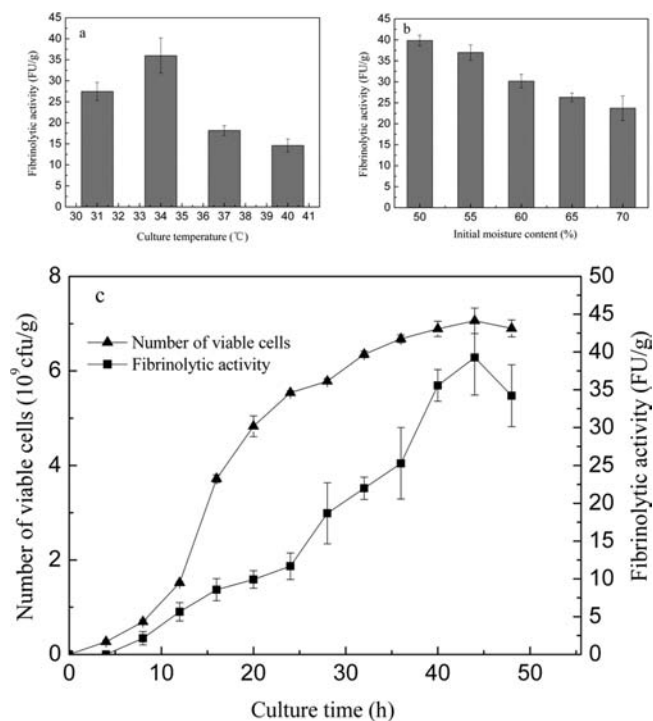 a
Fibrinolytic activity (FU/g)
45
40
35
30
25
20
15
10
5
0
30 31 32 33 34 35 36 37 38 39 40 41
Culture temperature (℃)
b
Fibrinolytic activity (FU/g)
45
40
35
30
25
20
15
10
5
0
50 55 60 65 70
Initial moisture content (%)
c
Number of viable cells
Fibrinolytic activity
Number of viable cells (10⁹ cfu/g)
8
6
4
2
0
Fibrinolytic activity (FU/g)
50
45
40
35
30
25
20
15
10
5
0
0 10 20 30 40 50
Culture time (h)